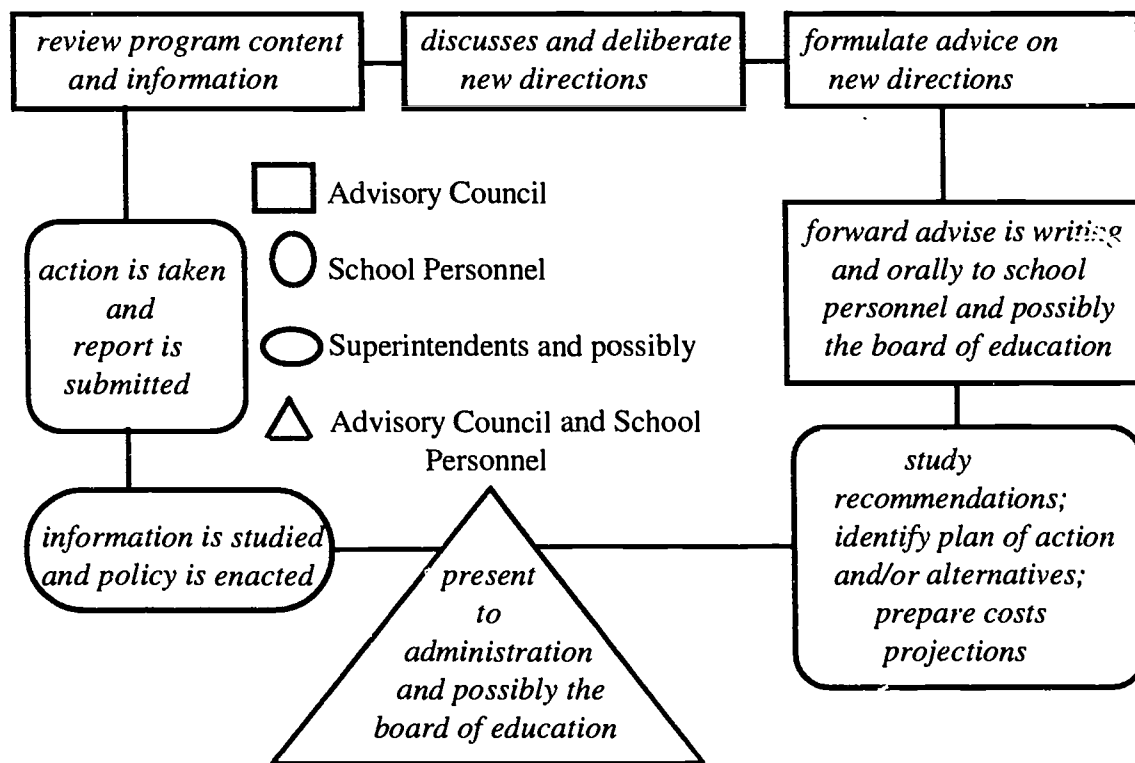 review program content
and information
discusses and deliberate
new directions
formulate advice on
new directions
Advisory Council
School Personnel
Superintendents and possibly
Advisory Council and School
Personnel
forward advise is writing
and orally to school
personnel and possibly
the board of education
study
recommendations;
identify plan of action
and/or alternatives;
prepare costs
projections
present
to
administration
and possibly the
board of education
information is studied
and policy is enacted
action is taken
and
report is
submitted